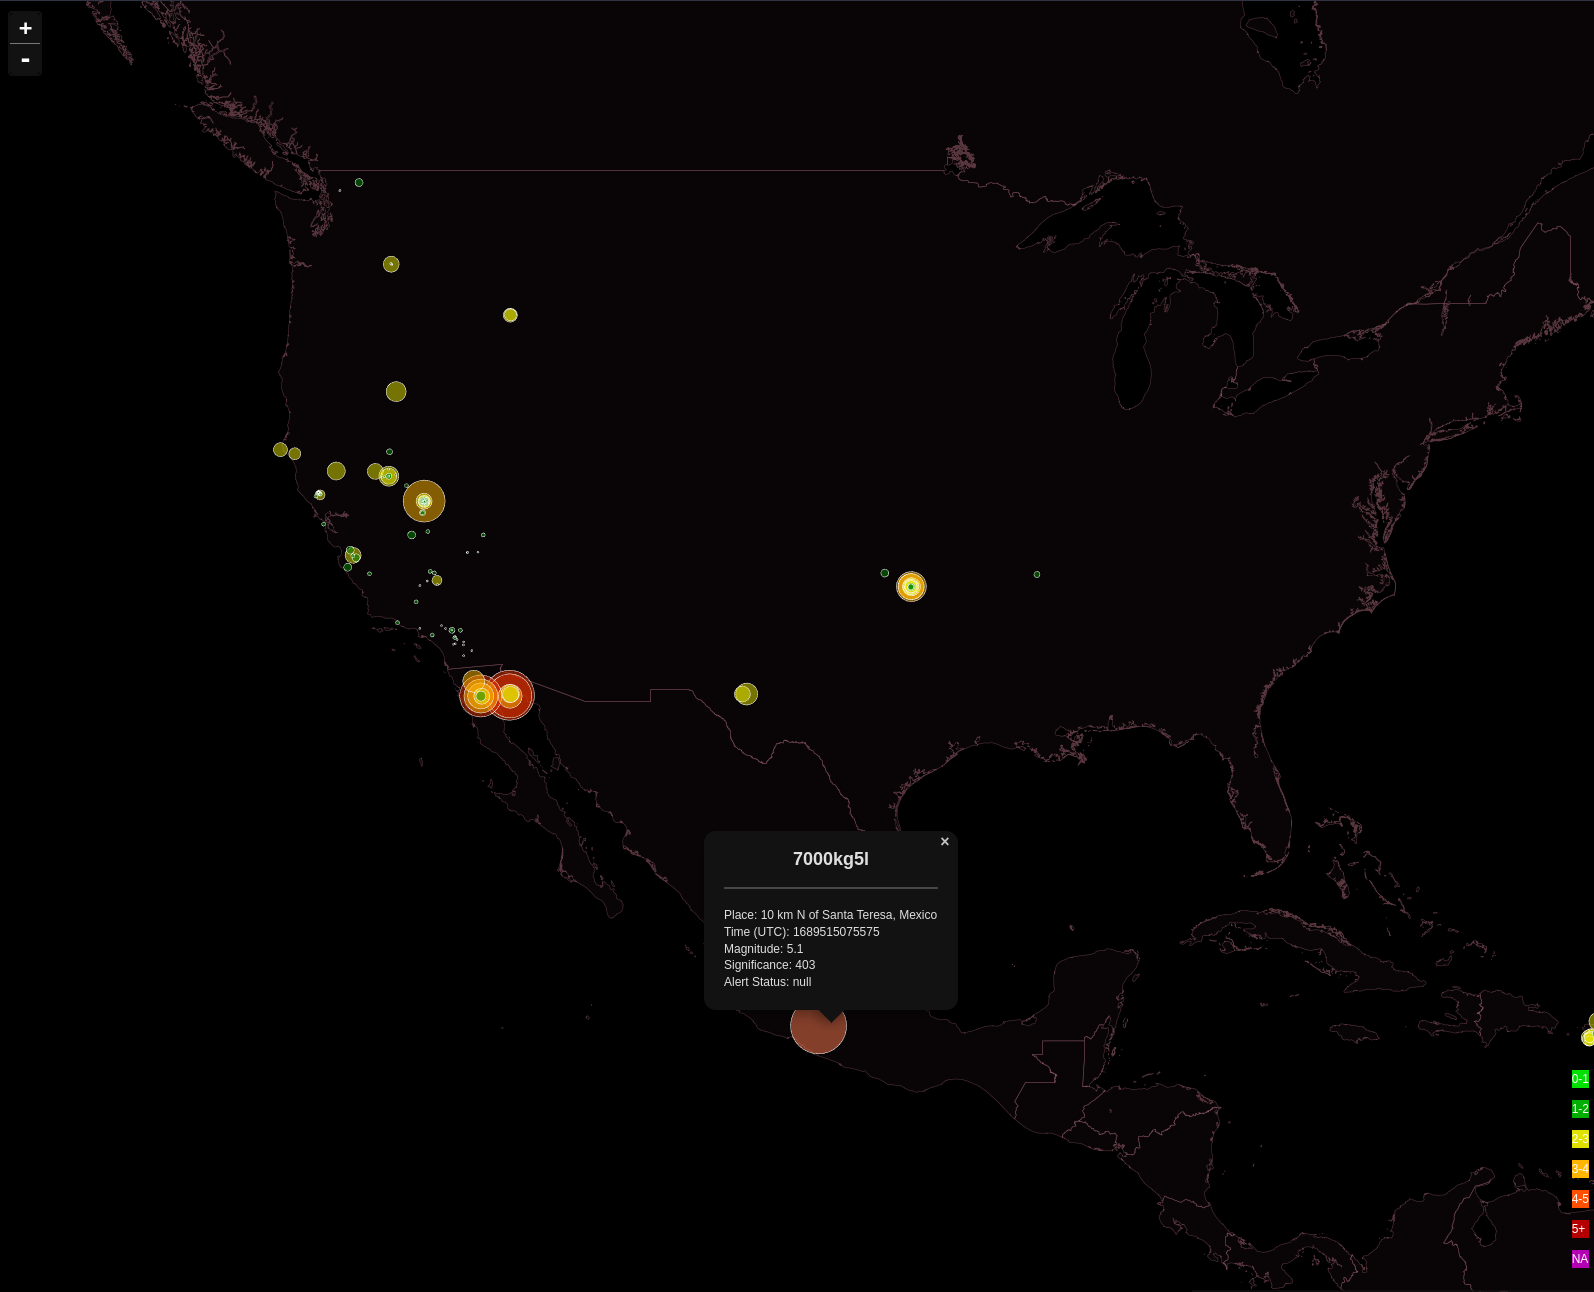 +
-
×
7000kg5l
Place: 10 km N of Santa Teresa, Mexico
Time (UTC): 1689515075575
Magnitude: 5.1
Significance: 403
Alert Status: null
0-1
1-2
2-3
3-4
4-5
5+
NA